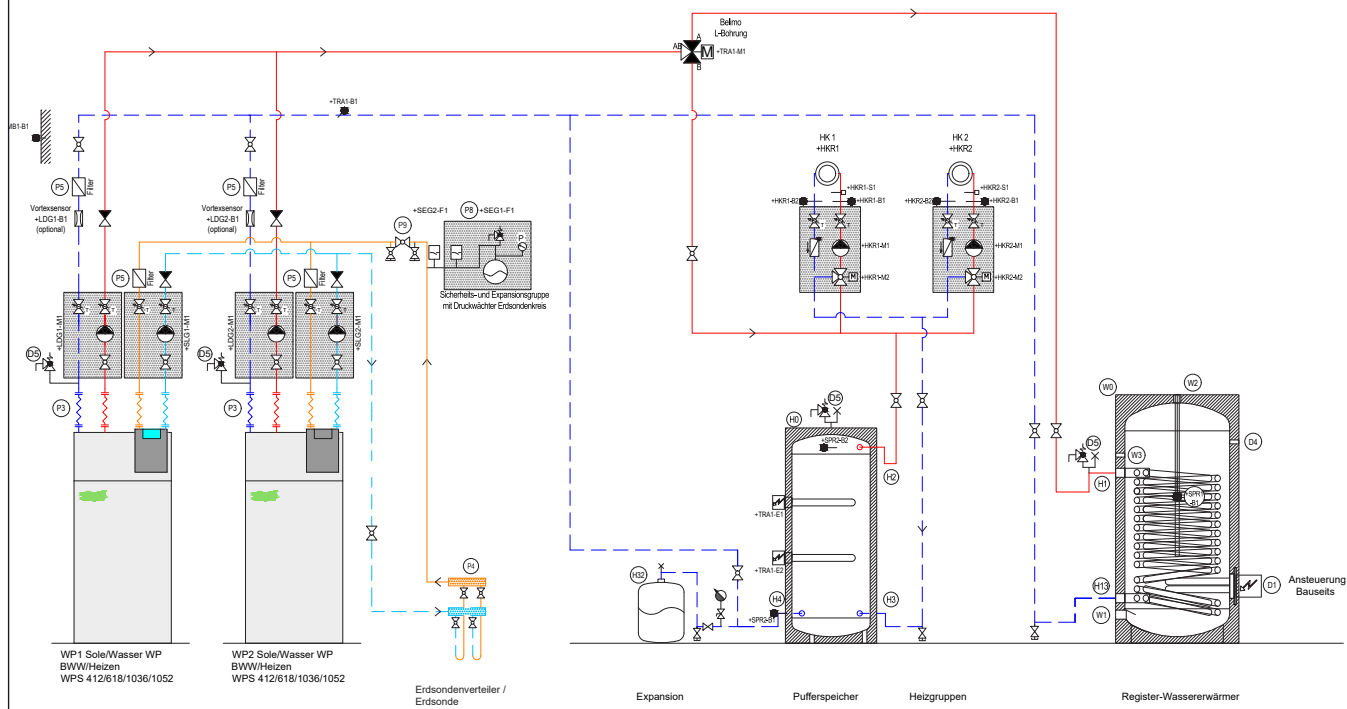 Belimo
L-Bohrung
A
AB
M
+TRA1-M1
B
+TRA1-B1
MB1-B1
HK 1
+HKR1
HK 2
+HKR2
P5
Filter
P5
Filter
Vortexsensor
+LDG1-B1
(optional)
Vortexsensor
+LDG2-B1
(optional)
+HKR1-S1
+HKR1-B2
+HKR1-B1
+HKR2-S1
+HKR2-B2
+HKR2-B1
T
T
T
T
+HKR1-M1
+HKR2-M1
M
+HKR1-M2
M
+HKR2-M2
+SEG2-F1
P8
+SEG1-F1
P9
P
Sicherheits- und Expansionsgruppe
mit Druckwächter Erdsondenkreis
P5
Filter
P5
Filter
T
T
T
T
T
T
+LDG1-M1
+SLG1-M1
+LDG2-M1
+SLG2-M1
D5
D5
P3
P3
H0
D5
+SPR2-B2
H2
+TRA1-E1
+TRA1-E2
H32
H4
+SPR2-B1
H3
W0
W2
D4
D5
W3
H1
+SPR1
-B1
H13
W1
D1
Ansteuerung
Bauseits
P4
WP1 Sole/Wasser WP
BWW/Heizen
WPS 412/618/1036/1052
WP2 Sole/Wasser WP
BWW/Heizen
WPS 412/618/1036/1052
Erdsondenverteiler /
Erdsonde
Expansion
Pufferspeicher
Heizgruppen
Register-Wassererwärmer